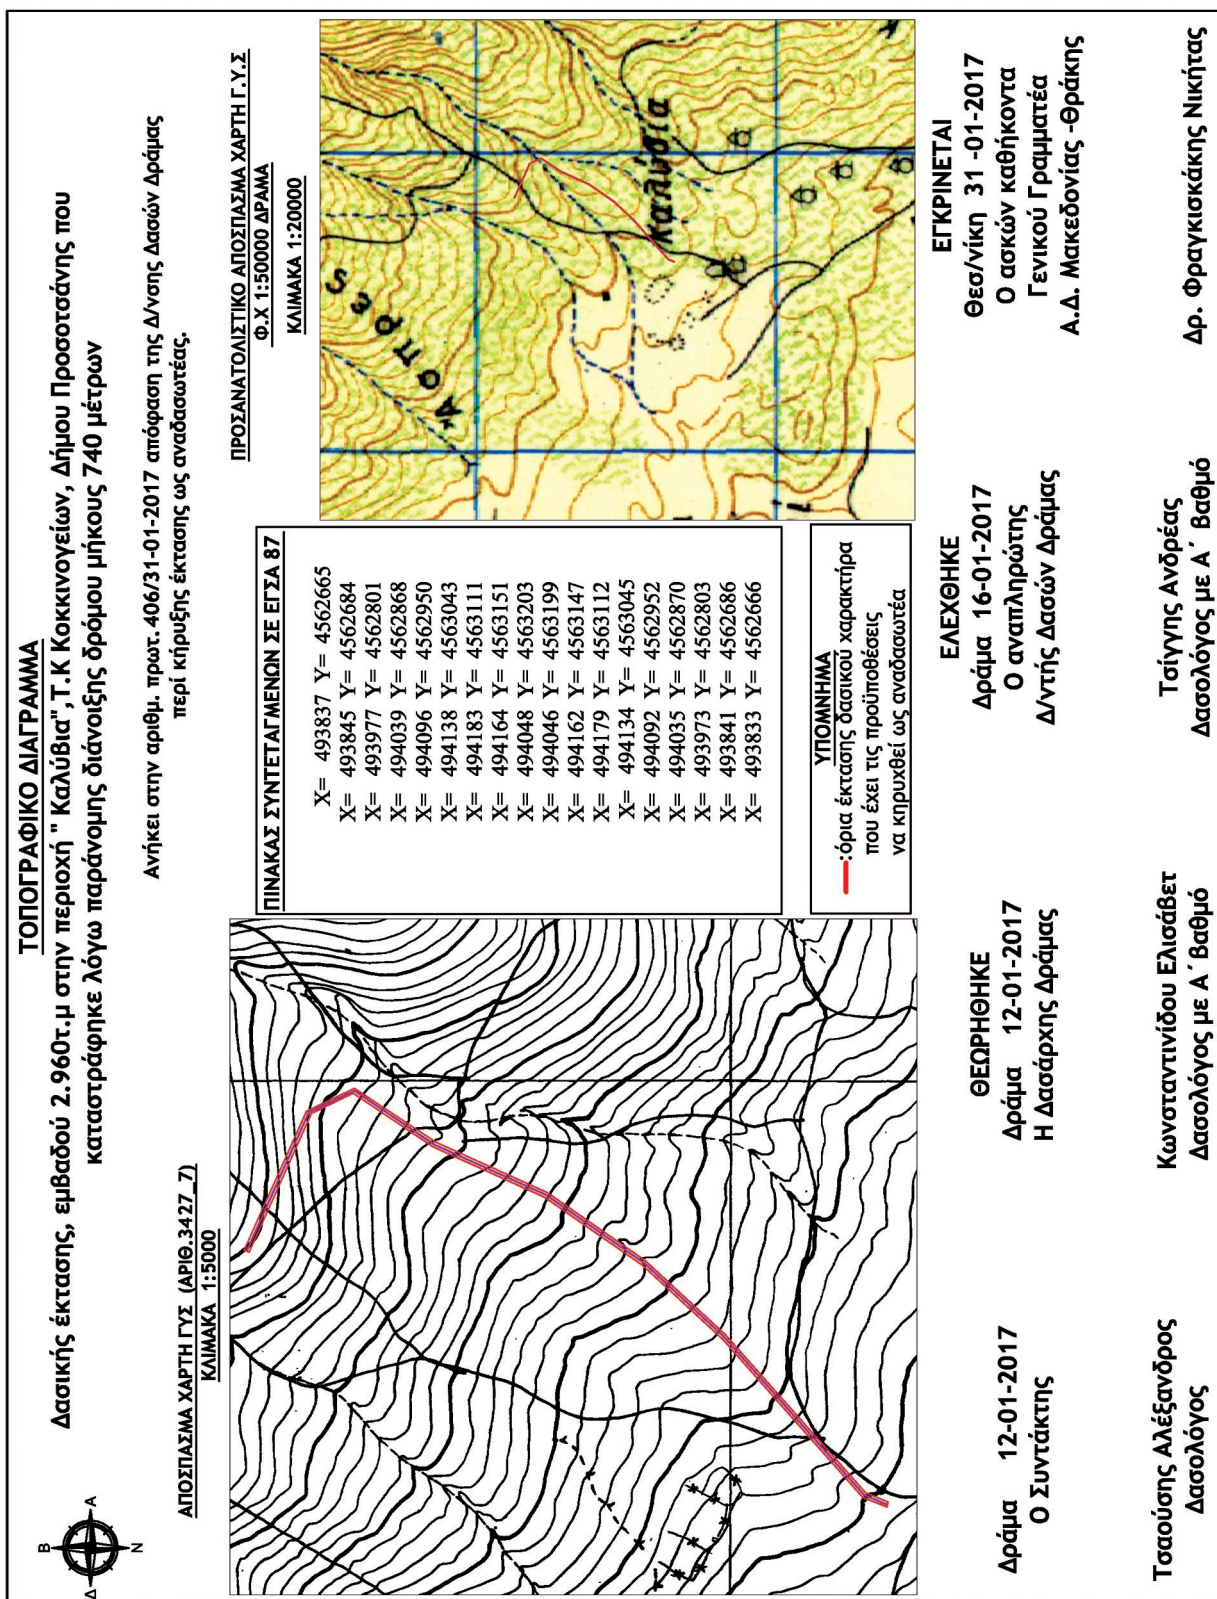 ΤΟΠΟΓΡΑΦΙΚΟ ΔΙΑΓΡΑΜΜΑ
Δασικής έκτασης, εμβαδού 2.960τ.μ στην περιοχή " Καλύβια",Τ.Κ Κοκκινογείων, Δήμου Προσοτσάνης που
καταστράφηκε λόγω παράνομης διάνοιξης δρόμου μήκους 740 μέτρων
Ανήκει στην αριθμ. πρωτ. 406/31-01-2017 απόφαση της Δ/νσης Δασών Δράμας
περί κήρυξης έκτασης ως αναδασωτέας.
Β
Δ
Α
Ν
ΑΠΟΣΠΑΣΜΑ ΧΑΡΤΗ ΓΥΣ (ΑΡΙΘ.3427_7)
ΚΛΙΜΑΚΑ 1:5000
ΠΙΝΑΚΑΣ ΣΥΝΤΕΤΑΓΜΕΝΩΝ ΣΕ ΕΓΣΑ 87
X= 493837 Y= 4562665
X= 493845 Y= 4562684
X= 493977 Y= 4562801
X= 494039 Y= 4562868
X= 494096 Y= 4562950
X= 494138 Y= 4563043
X= 494183 Y= 4563111
X= 494164 Y= 4563151
X= 494048 Y= 4563203
X= 494046 Y= 4563199
X= 494162 Y= 4563147
X= 494179 Y= 4563112
X= 494134 Y= 4563045
X= 494092 Y= 4562952
X= 494035 Y= 4562870
X= 493973 Y= 4562803
X= 493841 Y= 4562686
X= 493833 Y= 4562666
ΥΠΟΜΝΗΜΑ
:όρια έκτασης δασικού χαρακτήρα
που έχει τις προϋποθέσεις
να κηρυχθεί ως αναδασωτέα
ΠΡΟΣΑΝΑΤΟΛΙΣΤΙΚΟ ΑΠΟΣΠΑΣΜΑ ΧΑΡΤΗ Γ.Υ.Σ
Φ.Χ 1:50000 ΔΡΑΜΑ
ΚΛΙΜΑΚΑ 1:20000
καλύσια
Δράμα 12-01-2017
Ο Συντάκτης
Τσαούσης Αλέξανδρος
Δασολόγος
ΘΕΩΡΗΘΗΚΕ
Δράμα 12-01-2017
Η Δασάρχης Δράμας
Κωνσταντινίδου Ελισάβετ
Δασολόγος με Α΄ βαθμό
ΕΛΕΧΘΗΚΕ
Δράμα 16-01-2017
Ο αναπληρώτης
Δ/ντής Δασών Δράμας
Τσίγγης Ανδρέας
Δασολόγος με Α΄ βαθμό
ΕΓΚΡΙΝΕΤΑΙ
Θεσ/νίκη 31 -01-2017
Ο ασκών καθήκοντα
Γενικού Γραμματέα
Α.Δ. Μακεδονίας -Θράκης
Δρ. Φραγκισκάκης Νικήτας